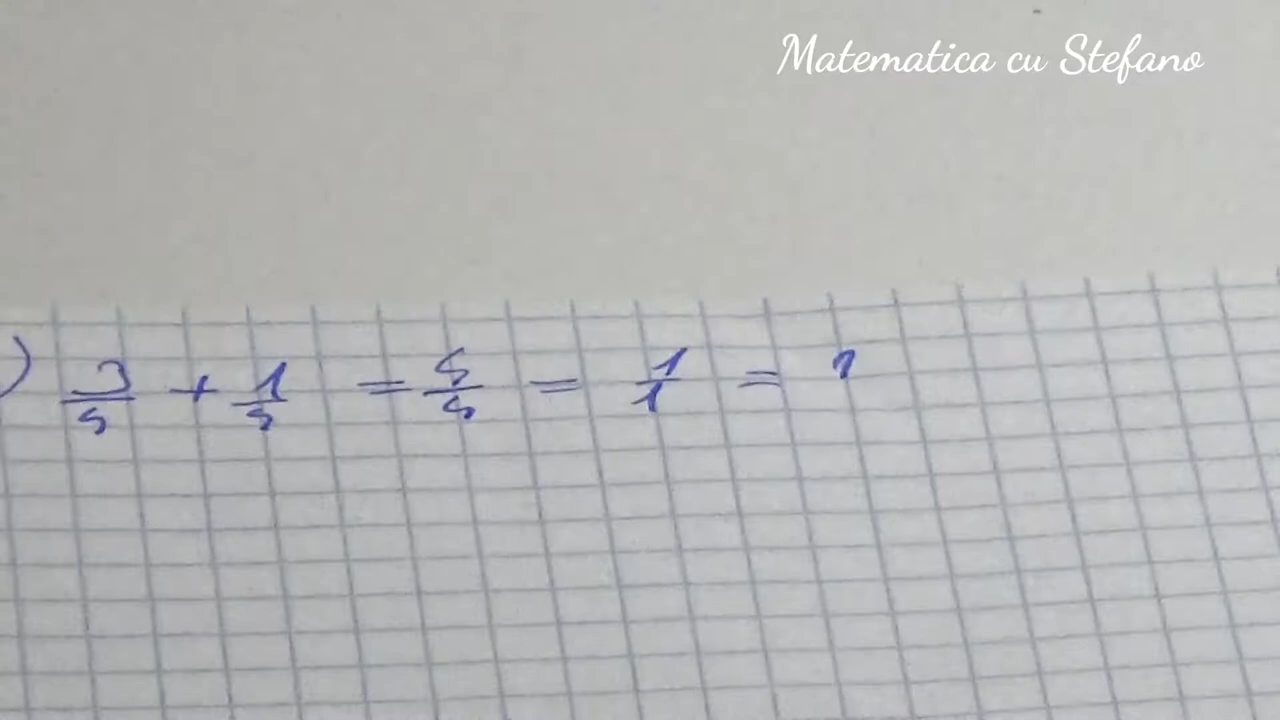 Matematica cu Stefano
) 3/5 + 1/5 = 5/5 = 1/1 = 1